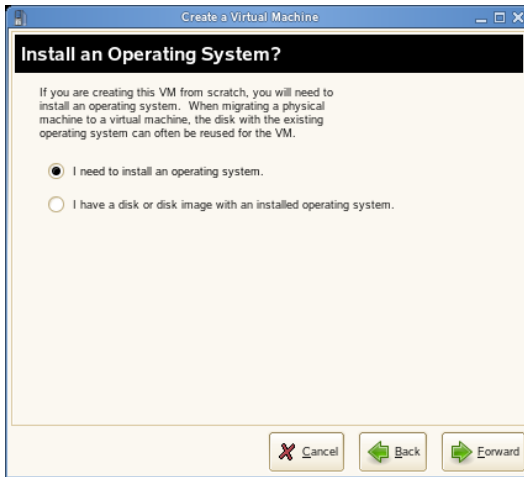 Create a Virtual Machine
Install an Operating System?
If you are creating this VM from scratch, you will need to
install an operating system. When migrating a physical
machine to a virtual machine, the disk with the existing
operating system can often be reused for the VM.
I need to install an operating system.
I have a disk or disk image with an installed operating system.
Cancel
Back
Forward